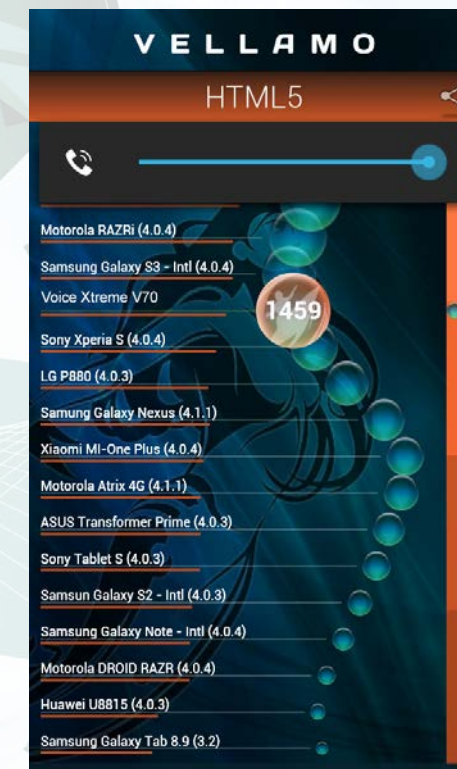 VELLAMO
HTML5
Motorola RAZRi (4.0.4)
Samsung Galaxy S3 - Intl (4.0.4)
Voice Xtreme V70
1459
Sony Xperia S (4.0.4)
LG P880 (4.0.3)
Samung Galaxy Nexus (4.1.1)
Xiaomi MI-One Plus (4.0.4)
Motorola Atrix 4G (4.1.1)
ASUS Transformer Prime (4.0.3)
Sony Tablet S (4.0.3)
Samsun Galaxy S2 - Intl (4.0.3)
Samsung Galaxy Note - Intl (4.0.4)
Motorola DROID RAZR (4.0.4)
Huawei U8815 (4.0.3)
Samsung Galaxy Tab 8.9 (3.2)